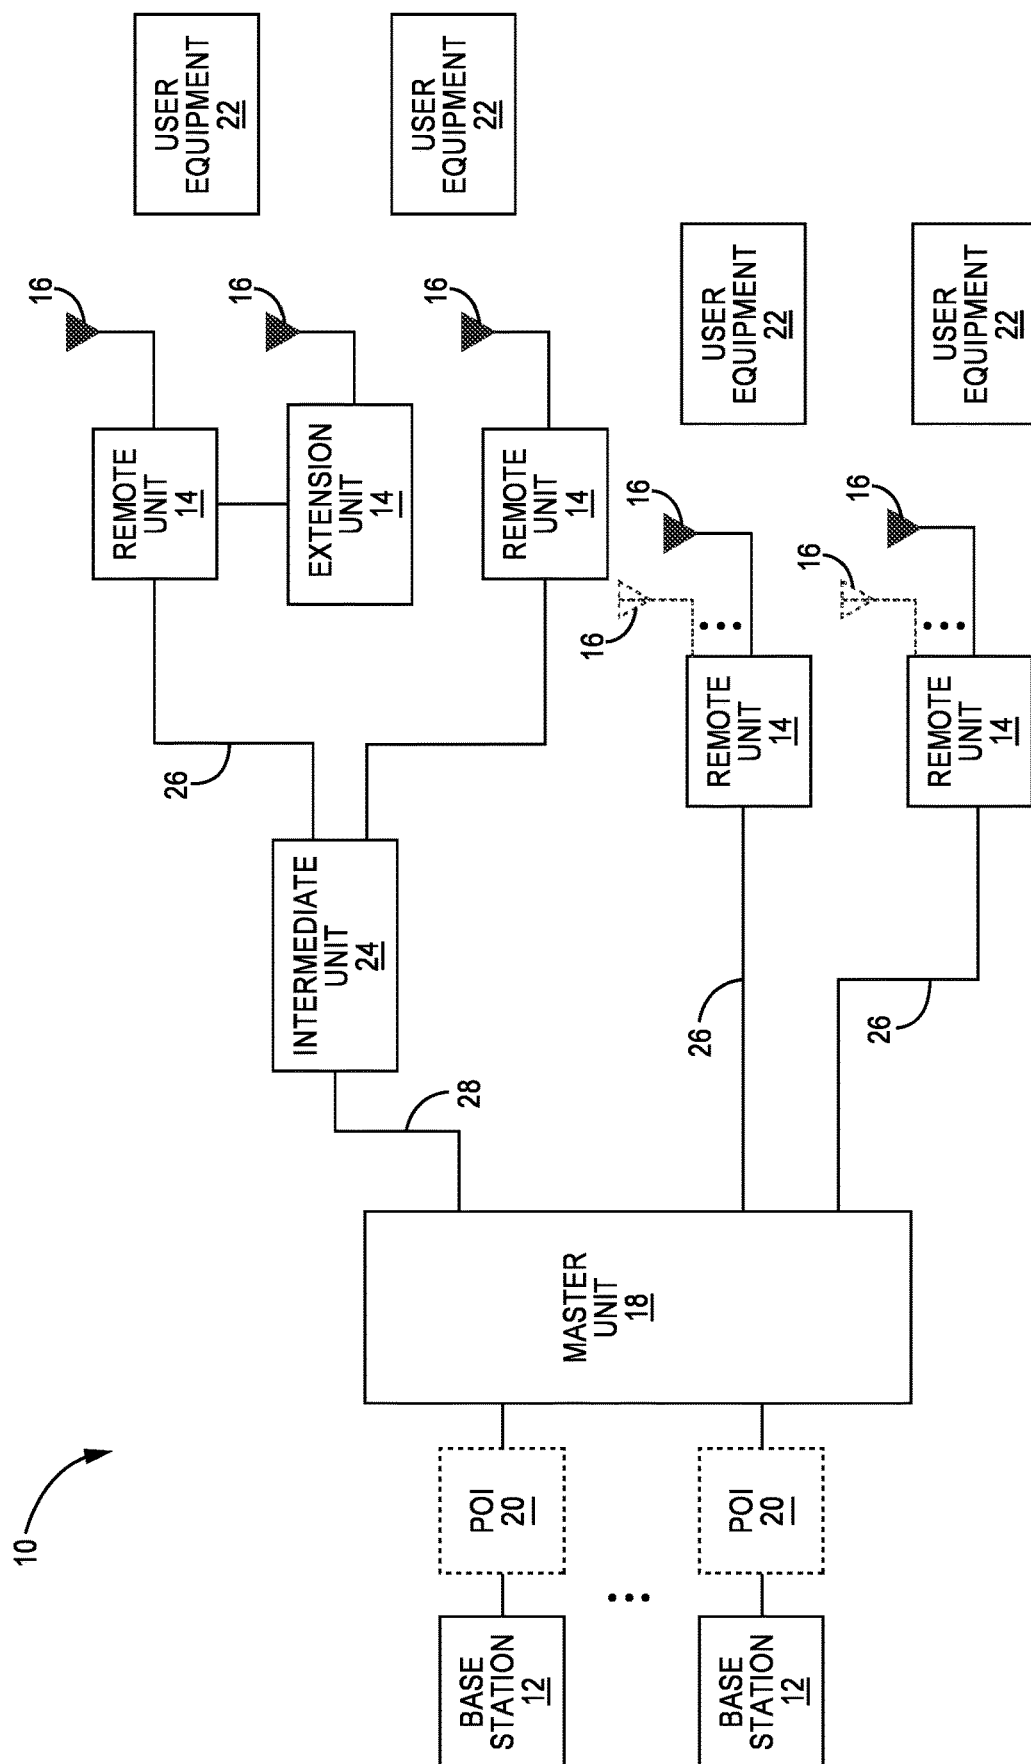 10
BASE
STATION
12
POI
20
BASE
STATION
12
POI
20
MASTER
UNIT
18
28
INTERMEDIATE
UNIT
24
26
26
26
REMOTE
UNIT
14
16
EXTENSION
UNIT
14
16
REMOTE
UNIT
14
16
REMOTE
UNIT
14
16
16
REMOTE
UNIT
14
16
16
USER
EQUIPMENT
22
USER
EQUIPMENT
22
USER
EQUIPMENT
22
USER
EQUIPMENT
22